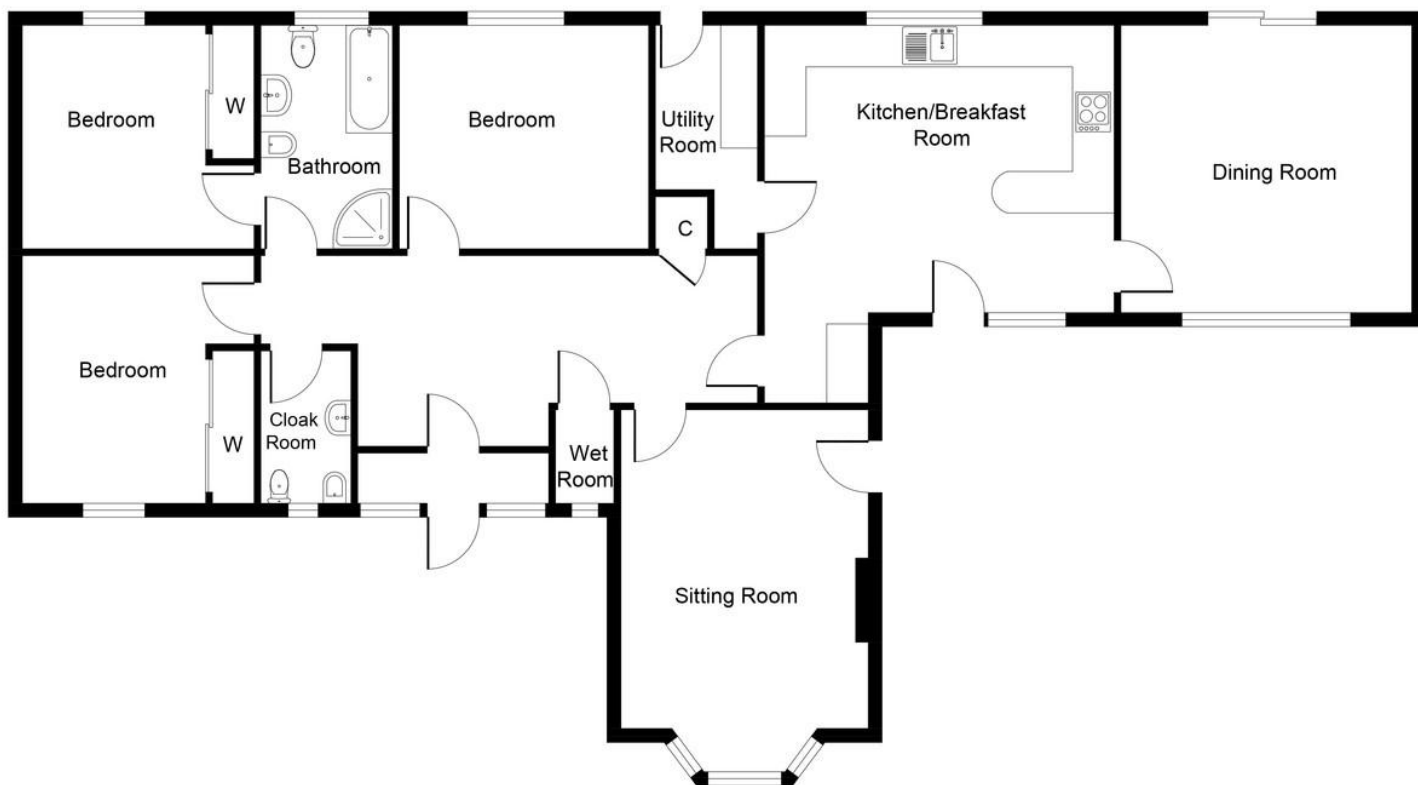 Bedroom
W
Bathroom
Bedroom
Utility
Room
C
Kitchen/Breakfast
Room
Dining Room
Bedroom
W
Cloak
Room
Wet
Room
Sitting Room